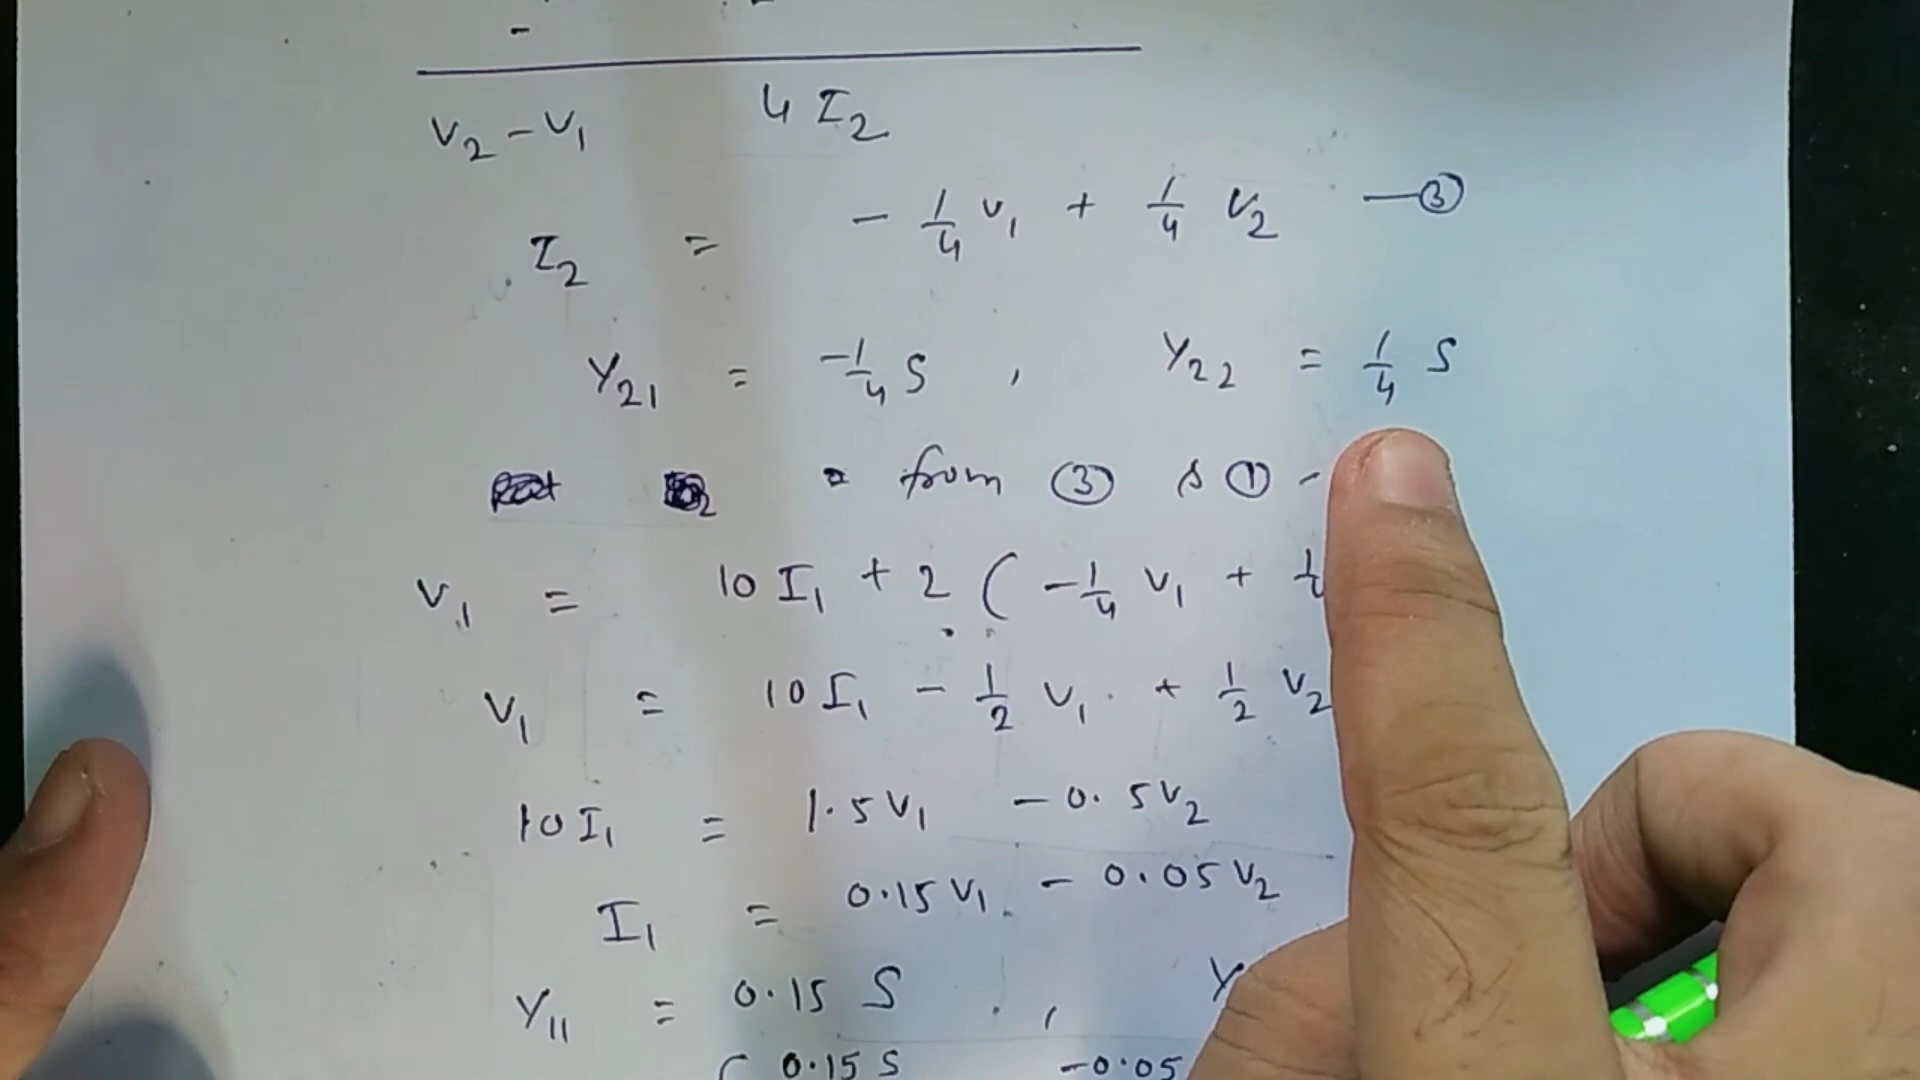 V2 - V1 4 I2
I2 = - 1/4 V1 + 1/4 V2 — ③
Y21 = -1/4 S , Y22 = 1/4 S
from ③ & ① -
V1 = 10 I1 + 2 ( -1/4 V1 +
V1 = 10 I1 - 1/2 V1 + 1/2 V2
10 I1 = 1.5 V1 - 0.5 V2
I1 = 0.15 V1 - 0.05 V2
Y11 = 0.15 S , Y
0.15 S -0.05